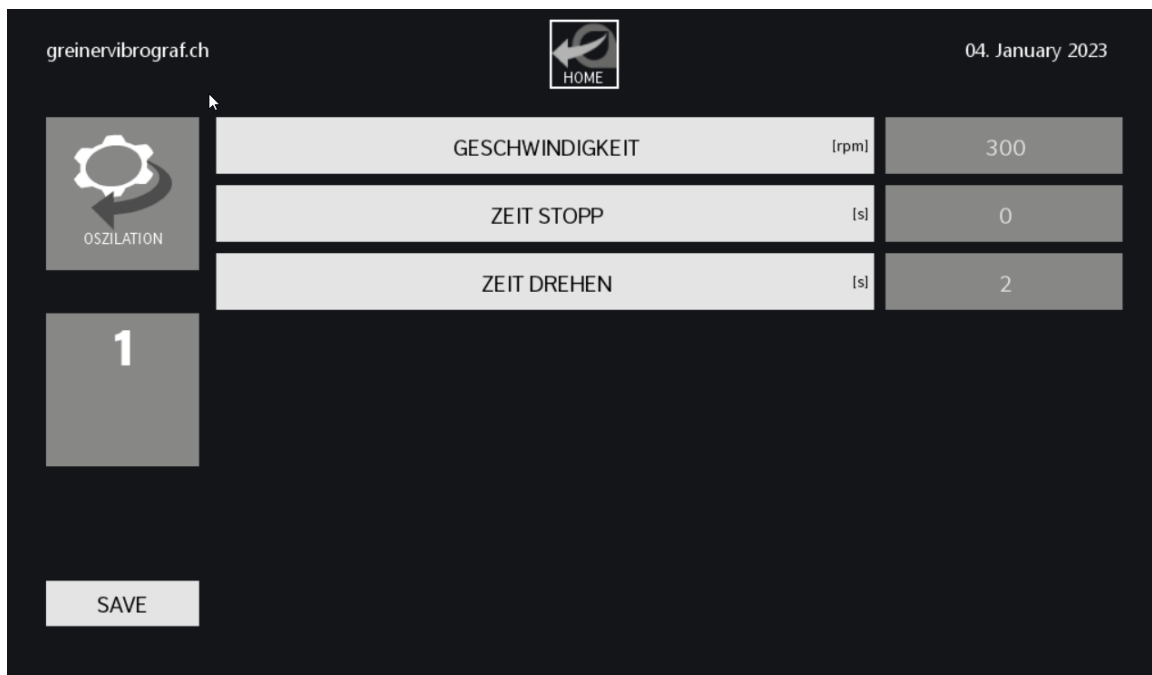 greinervibrograf.ch
HOME
04. January 2023
OSZILATION
GESCHWINDIGKEIT [rpm] 300
ZEIT STOPP [s] 0
ZEIT DREHEN [s] 2
1
SAVE